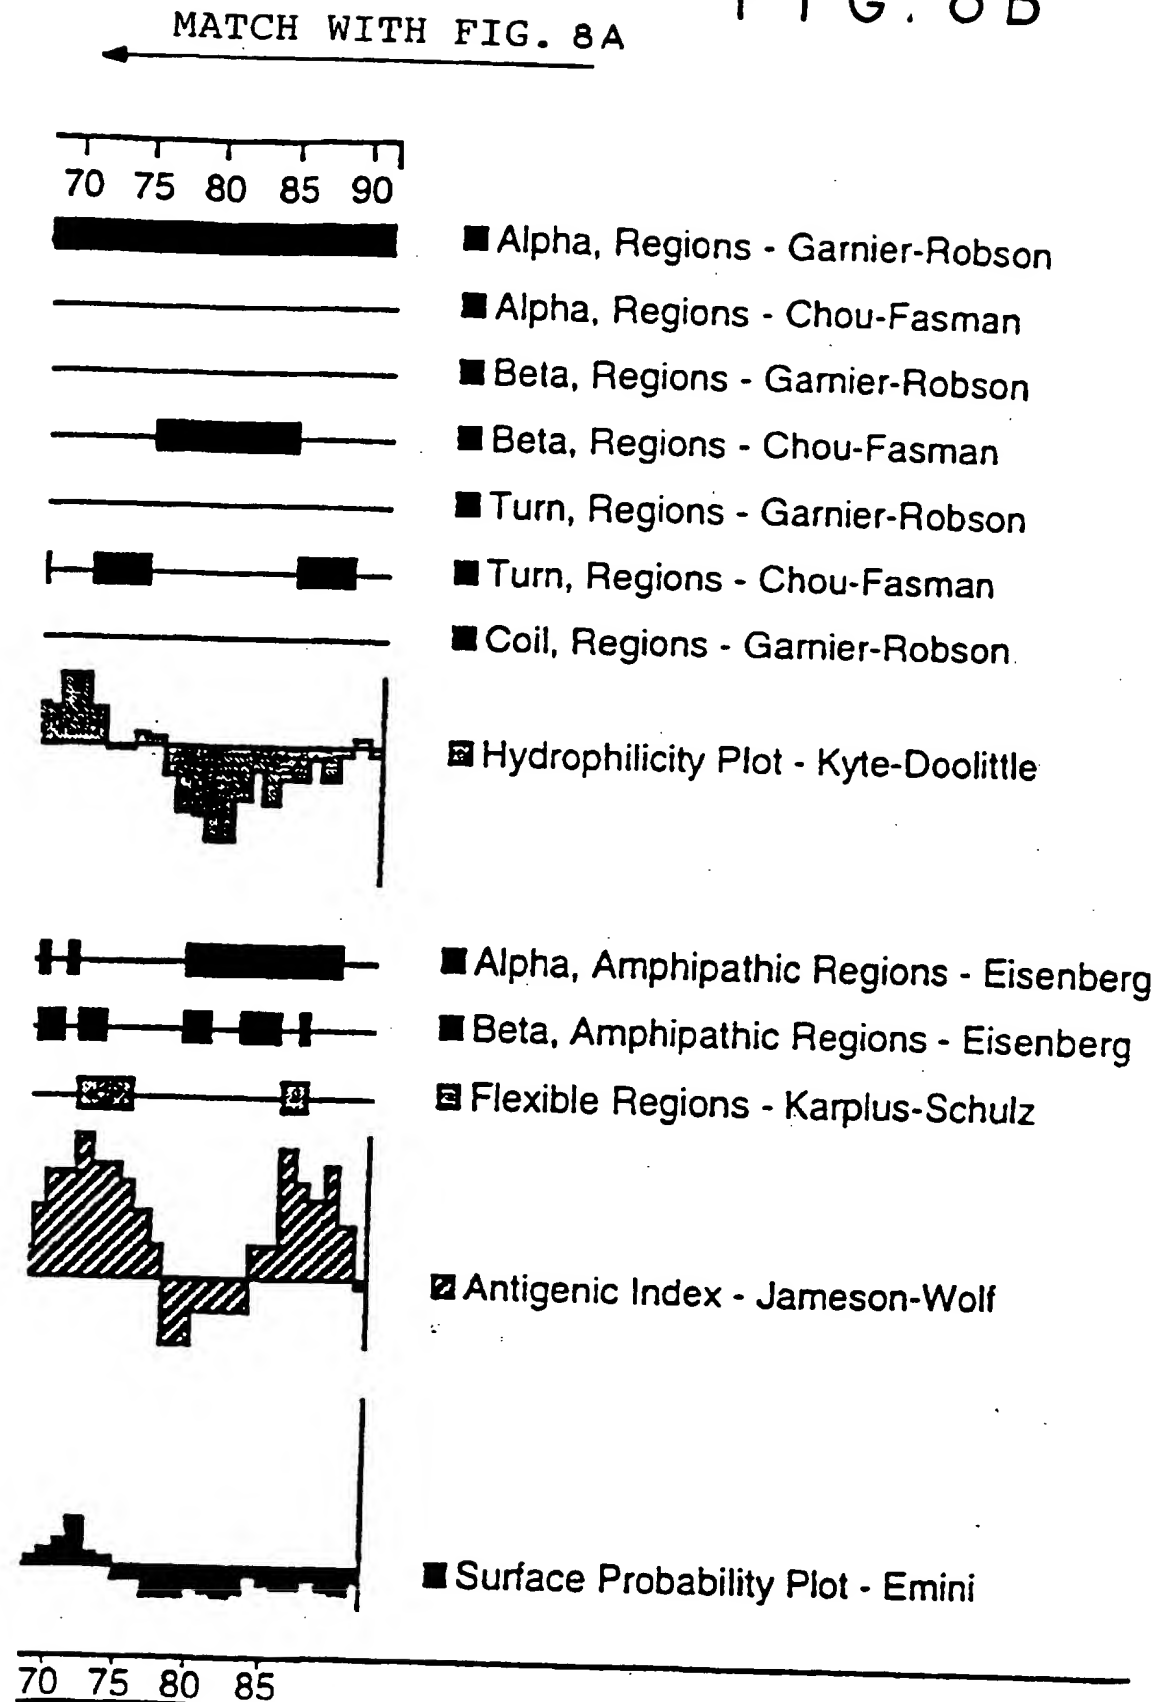 FIG. 8B
MATCH WITH FIG. 8A
70 75 80 85 90
Alpha, Regions - Garnier-Robson
Alpha, Regions - Chou-Fasman
Beta, Regions - Garnier-Robson
Beta, Regions - Chou-Fasman
Turn, Regions - Garnier-Robson
Turn, Regions - Chou-Fasman
Coil, Regions - Garnier-Robson
Hydrophilicity Plot - Kyte-Doolittle
Alpha, Amphipathic Regions - Eisenberg
Beta, Amphipathic Regions - Eisenberg
Flexible Regions - Karplus-Schulz
Antigenic Index - Jameson-Wolf
Surface Probability Plot - Emini
70 75 80 85